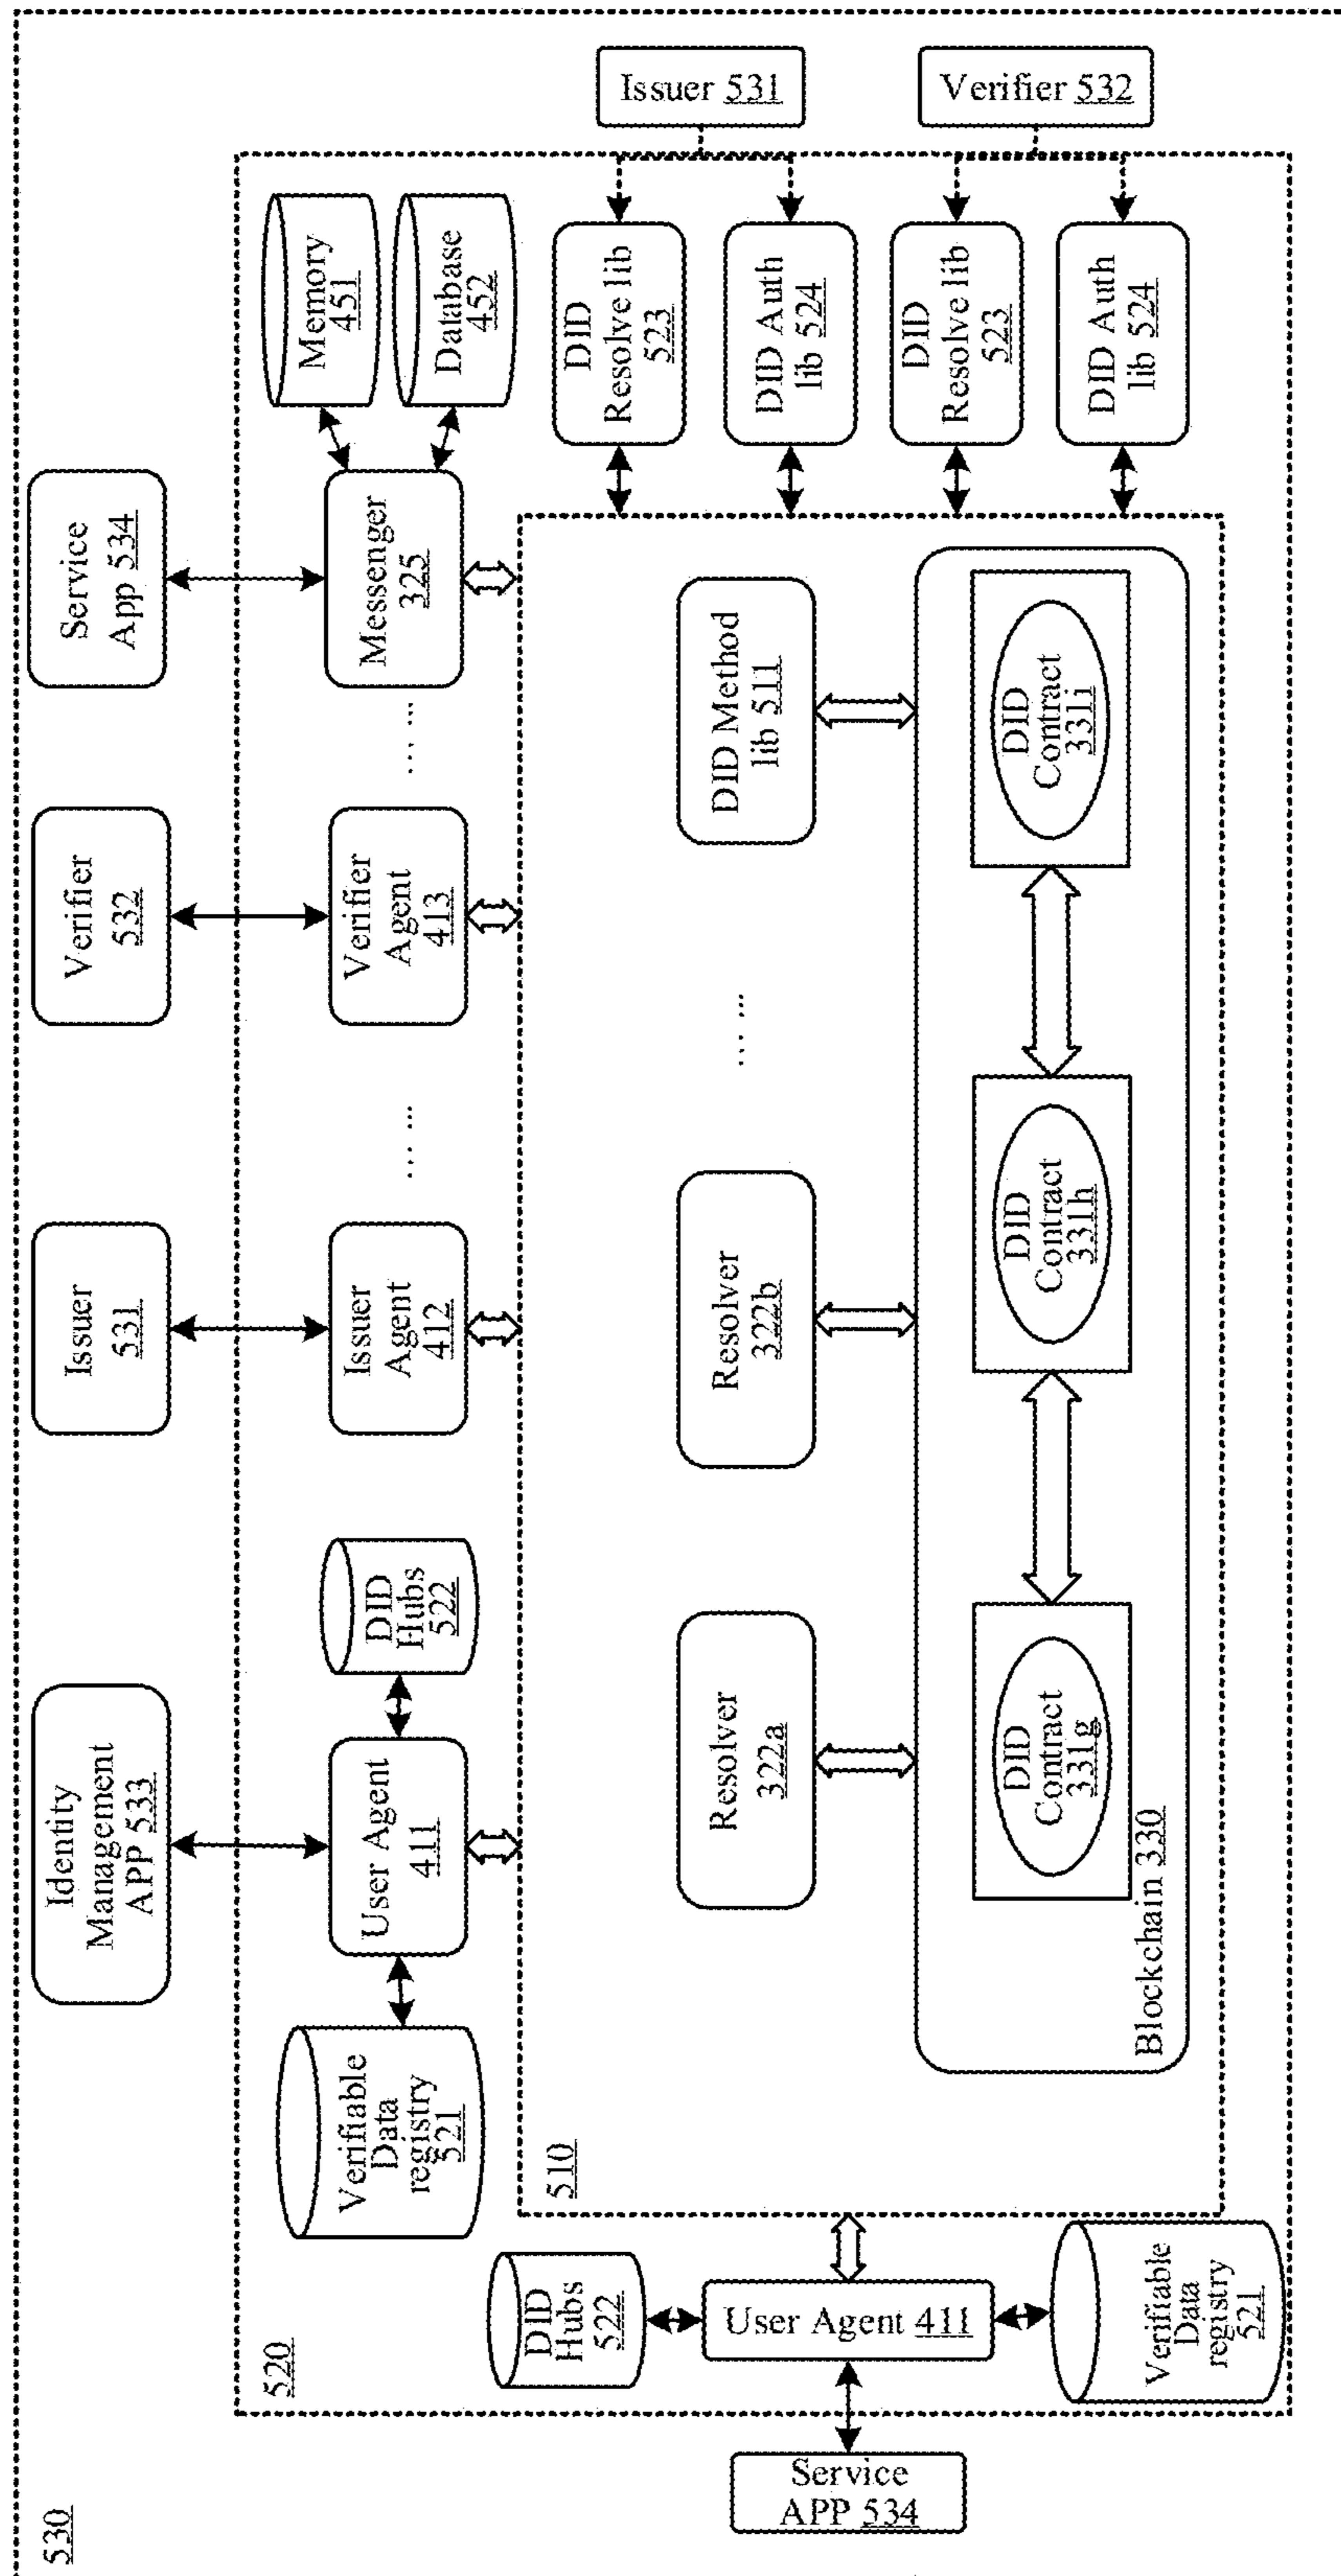 530
Identity
Management
APP 533
Issuer
531
Verifier
532
Service
App 534
520
Verifiable
Data
registry
521
User Agent
411
DID
Hubs
522
Issuer
Agent
412
... ...
Verifier
Agent
413
... ...
Messenger
325
Memory
451
Database
452
510
Resolver
322a
Resolver
322b
... ...
DID Method
lib 511
DID
Contract
331g
DID
Contract
331h
DID
Contract
331i
Blockchain 330
DID
Hubs
522
User Agent 411
Verifiable
Data
registry
521
Service
APP 534
DID
Resolve lib
523
DID Auth
lib 524
DID
Resolve lib
523
DID Auth
lib 524
Issuer 531
Verifier 532